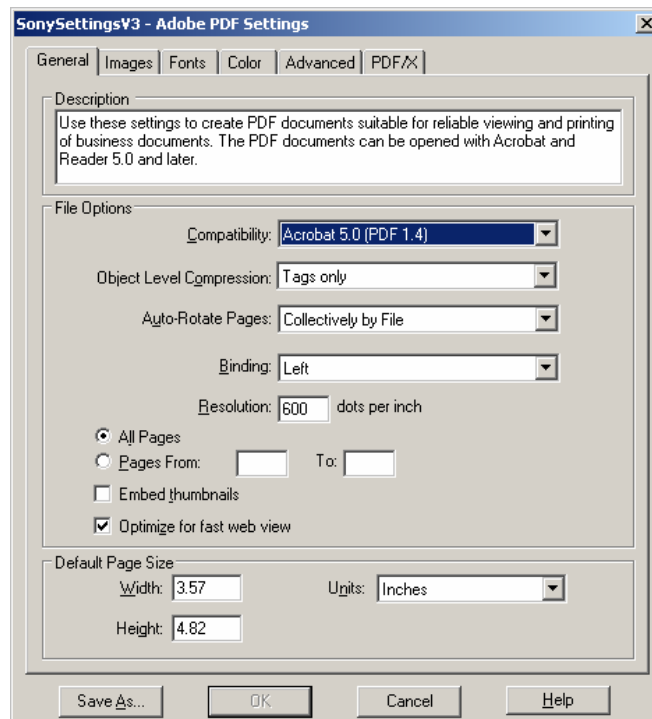 SonySettingsV3 - Adobe PDF Settings
General Images Fonts Color Advanced PDF/X
Description
Use these settings to create PDF documents suitable for reliable viewing and printing
of business documents. The PDF documents can be opened with Acrobat and
Reader 5.0 and later.
File Options
Compatibility: Acrobat 5.0 (PDF 1.4)
Object Level Compression: Tags only
Auto-Rotate Pages: Collectively by File
Binding: Left
Resolution: 600 dots per inch
All Pages
Pages From: To:
Embed thumbnails
Optimize for fast web view
Default Page Size
Width: 3.57 Units: Inches
Height: 4.82
Save As... OK Cancel Help